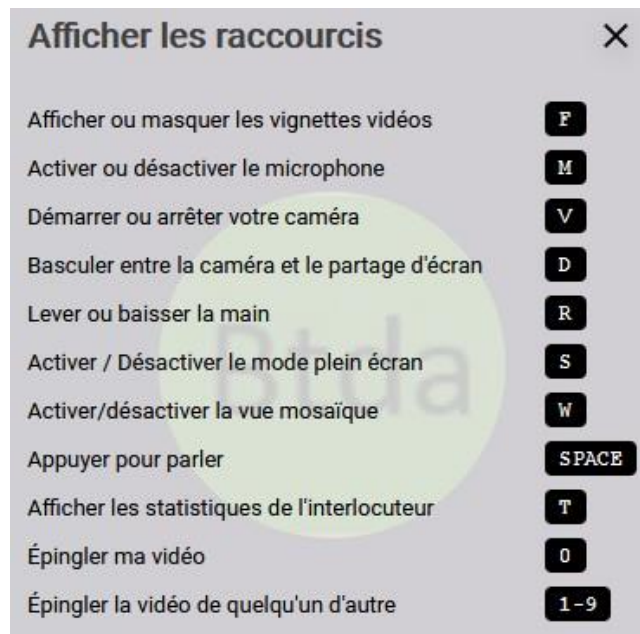 Afficher les raccourcis ×
Afficher ou masquer les vignettes vidéos F
Activer ou désactiver le microphone M
Démarrer ou arrêter votre caméra V
Basculer entre la caméra et le partage d'écran D
Lever ou baisser la main R
Activer / Désactiver le mode plein écran S
Activer/désactiver la vue mosaïque W
Appuyer pour parler SPACE
Afficher les statistiques de l'interlocuteur T
Épingler ma vidéo 0
Épingler la vidéo de quelqu'un d'autre 1-9
Btda